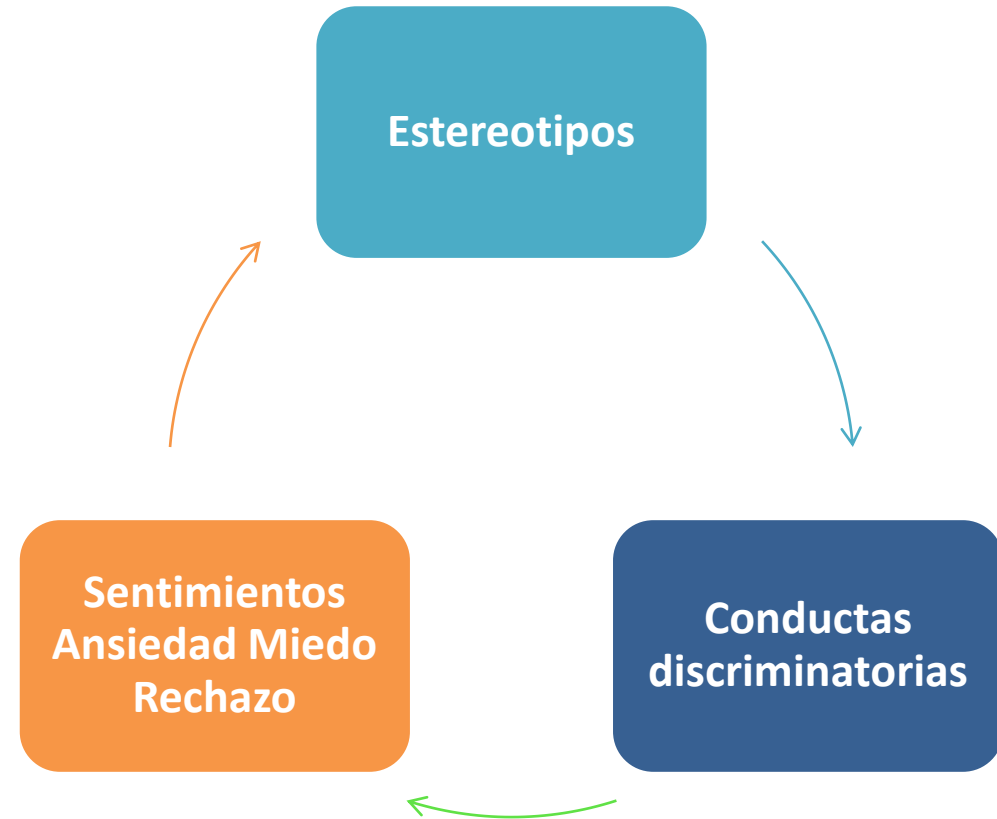 Estereotipos
Sentimientos
Ansiedad Miedo
Rechazo
Conductas
discriminatorias